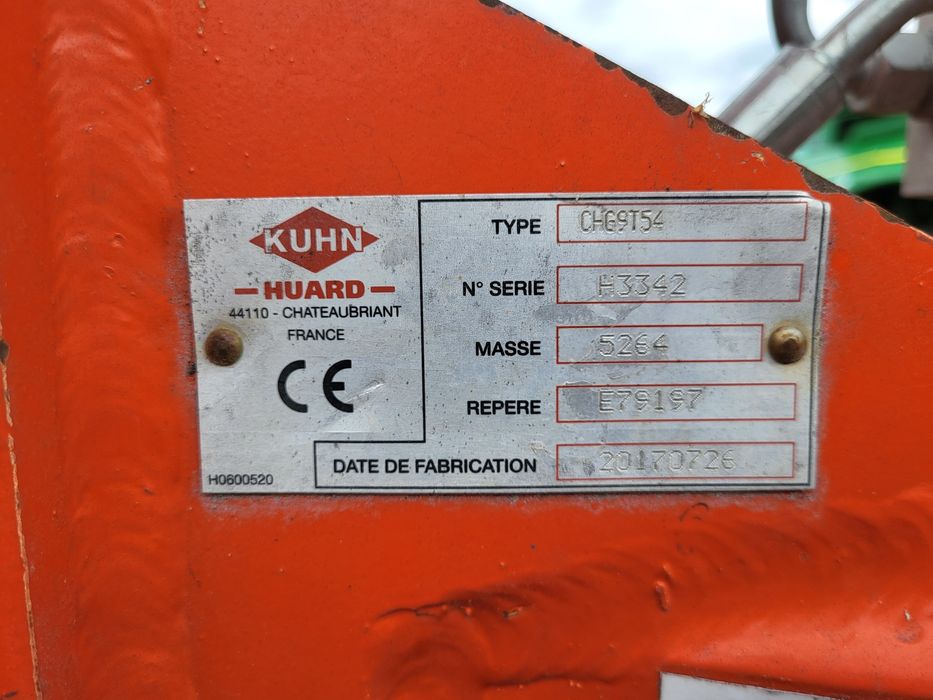 KUHN
HUARD
44110 - CHATEAUBRIANT
FRANCE
CE
H0600520
TYPE CHG9T54
N° SERIE H3342
MASSE 5264
REPERE E79197
DATE DE FABRICATION 20170726